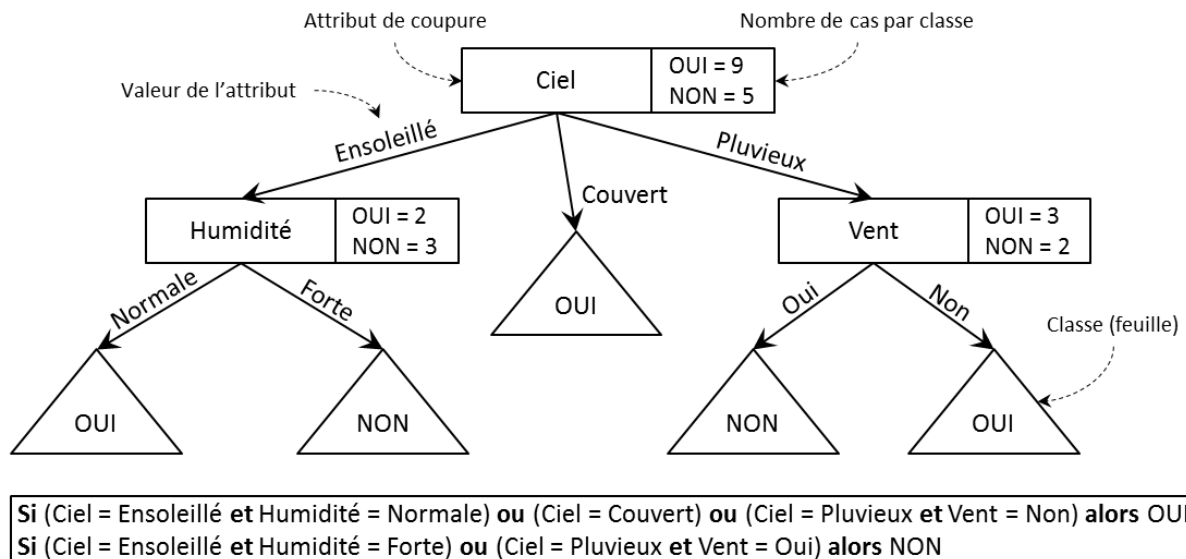 Attribut de coupure
Nombre de cas par classe
Ciel
OUI = 9
NON = 5
Valeur de l'attribut
Ensoleillé
Couvert
Pluvieux
Humidité
OUI = 2
NON = 3
Vent
OUI = 3
NON = 2
Normale
Forte
OUI
Oui
Non
Classe (feuille)
OUI
NON
NON
OUI
Si (Ciel = Ensoleillé et Humidité = Normale) ou (Ciel = Couvert) ou (Ciel = Pluvieux et Vent = Non) alors OUI
Si (Ciel = Ensoleillé et Humidité = Forte) ou (Ciel = Pluvieux et Vent = Oui) alors NON